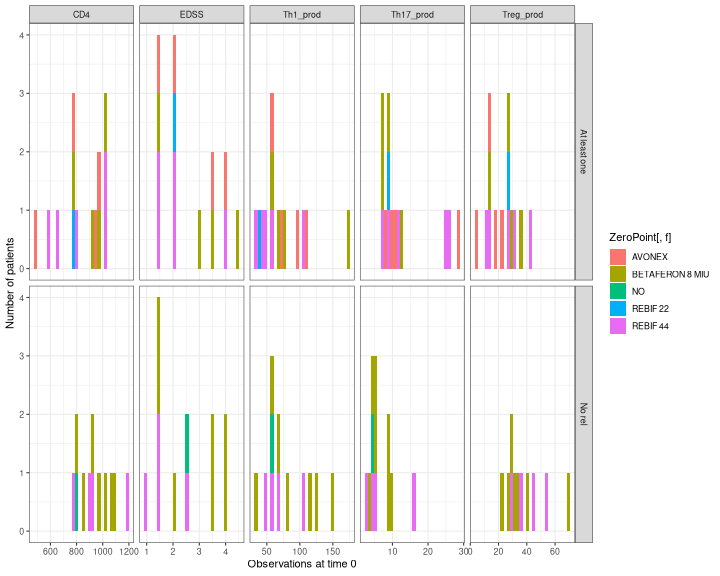 CD4 EDSS Th1_prod Th17_prod Treg_prod
4
3
2
1
0
At least one
4
3
2
1
0
No rel
600 800 1000 1200 1 2 3 4 50 100 150 10 20 30 0 20 40 60
Number of patients
Observations at time 0
ZeroPoint[, f]
AVONEX
BETAFERON 8 MIU
NO
REBIF 22
REBIF 44